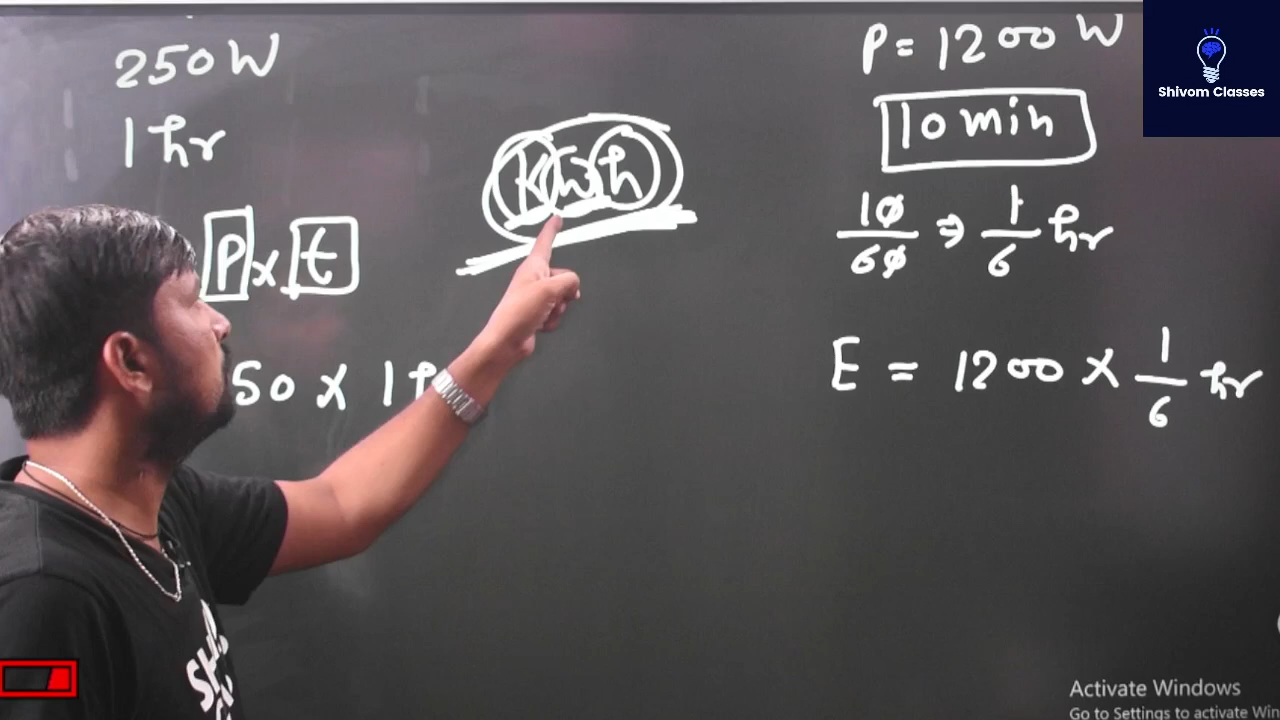 250 W
1 hr
P x t
50 x 1 h
Kwh
P = 1200 W
10 min
10/60 ⇒ 1/6 hr
E = 1200 x 1/6 hr
Shivom Classes
Activate Windows
Go to Settings to activate Win